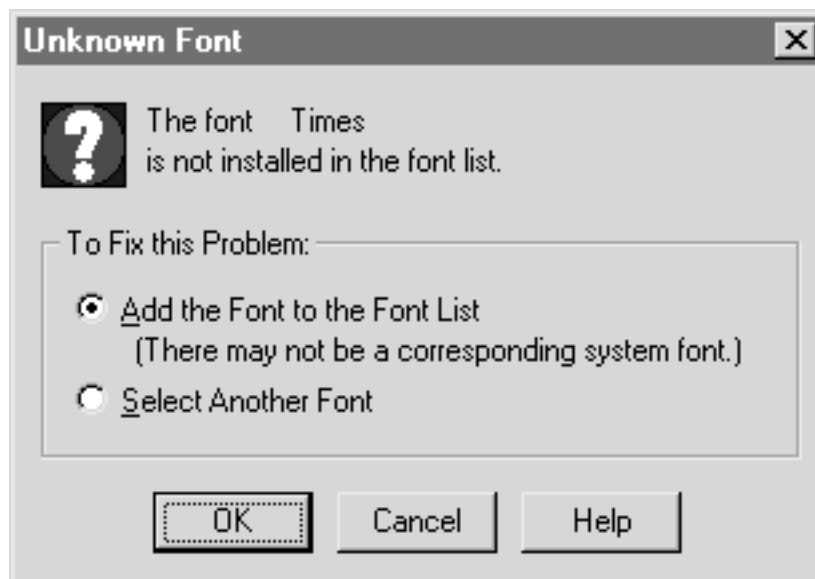 Unknown Font
The font Times
is not installed in the font list.
To Fix this Problem:
Add the Font to the Font List
(There may not be a corresponding system font.)
Select Another Font
OK Cancel Help